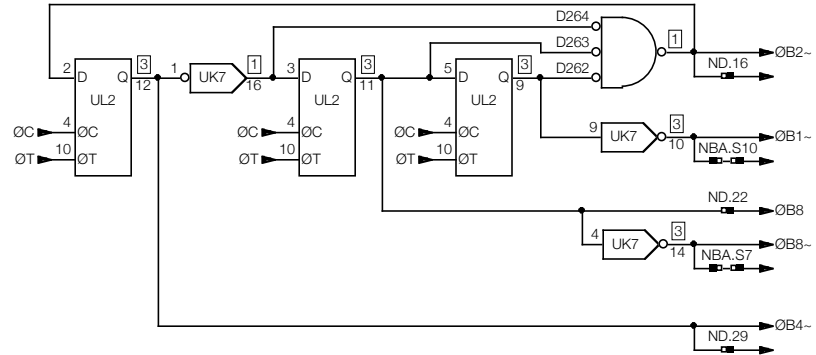 D264
1
ØB2~
D263
ND.16
D262
2 D Q 3
12
UL2
4 ØC ØC
10 ØT ØT
1 UK7 1
16
3 D Q 3
11
UL2
4 ØC ØC
10 ØT ØT
5 D Q 3
9
UL2
4 ØC ØC
10 ØT ØT
9 UK7 3
10
ØB1~
NBA.S10
ND.22
ØB8
4 UK7 3
14
ØB8~
NBA.S7
ØB4~
ND.29